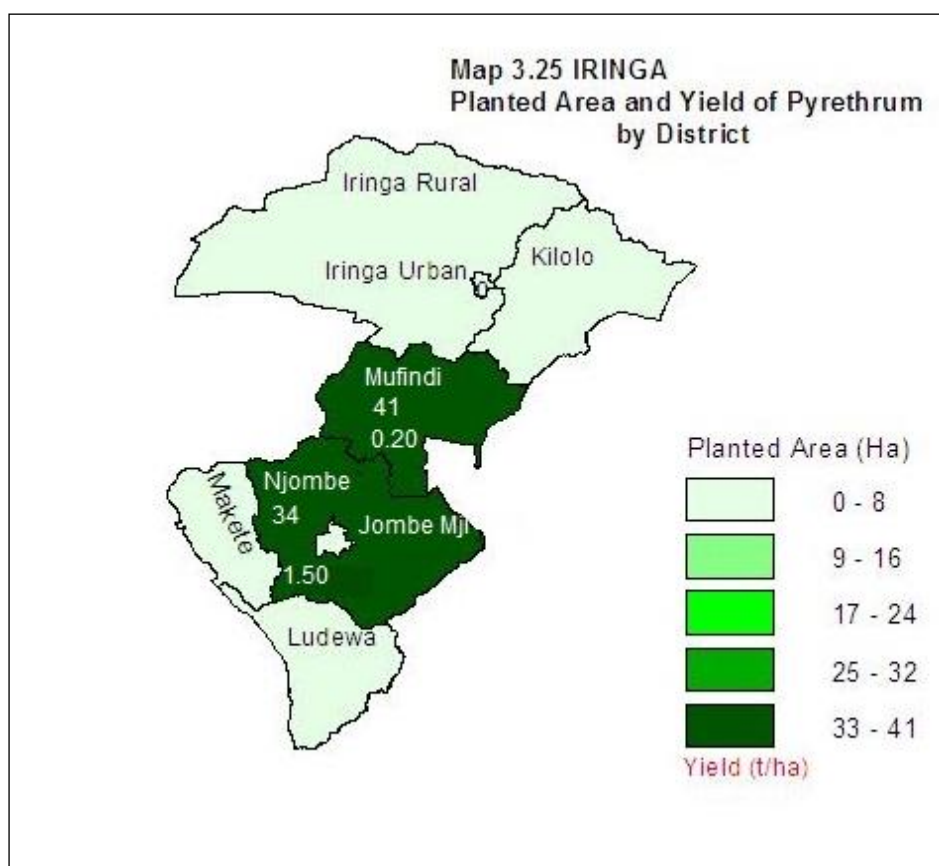 Map 3.25 IRINGA
Planted Area and Yield of Pyrethrum
by District
Iringa Rural
Iringa Urban
Kilolo
Mufindi
41
0.20
Njombe
34
Jombe Mji
1.50
Makete
Ludewa
Planted Area (Ha)
0 - 8
9 - 16
17 - 24
25 - 32
33 - 41
Yield (t/ha)